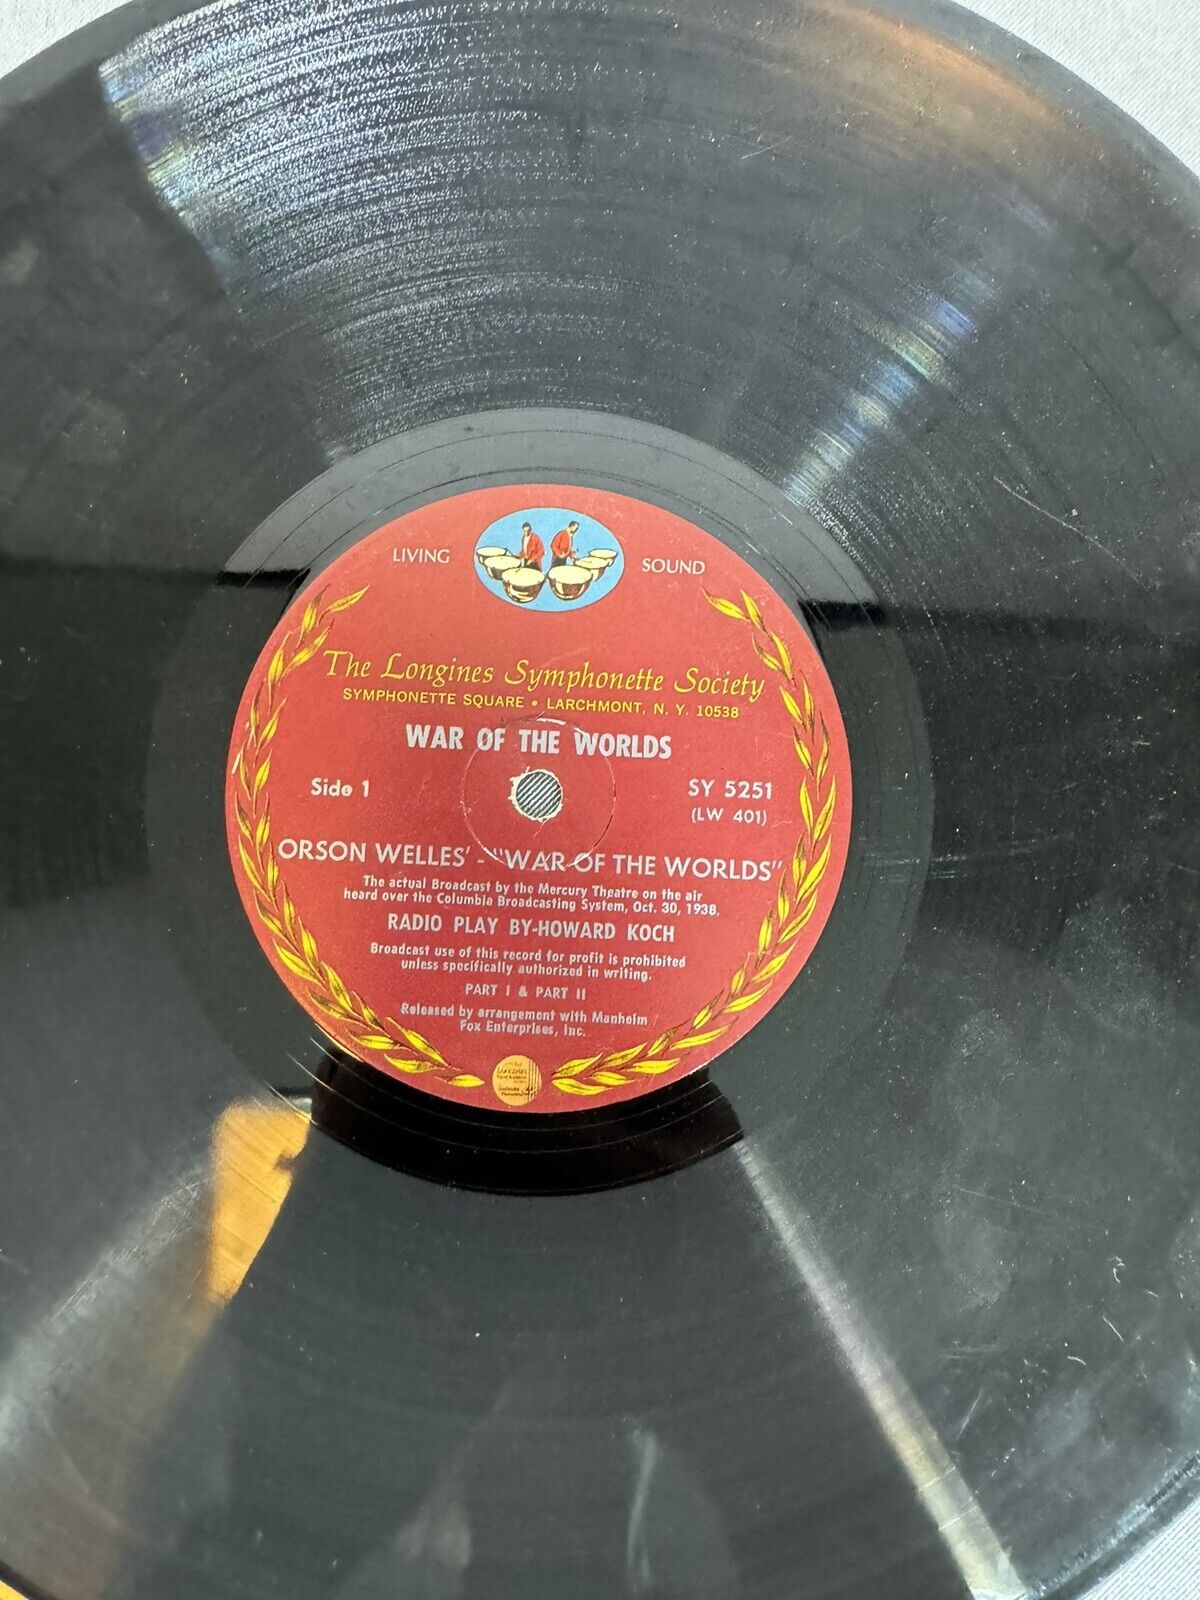 LIVING SOUND
The Longines Symphonette Society
SYMPHONETTE SQUARE • LARCHMONT, N. Y. 10538
WAR OF THE WORLDS
Side 1 SY 5251
(LW 401)
ORSON WELLES' - "WAR OF THE WORLDS"
The actual Broadcast by the Mercury Theatre on the air
heard over the Columbia Broadcasting System, Oct. 30, 1938.
RADIO PLAY BY-HOWARD KOCH
Broadcast use of this record for profit is prohibited
unless specifically authorized in writing.
PART I & PART II
Released by arrangement with Manheim
Fox Enterprises, Inc.